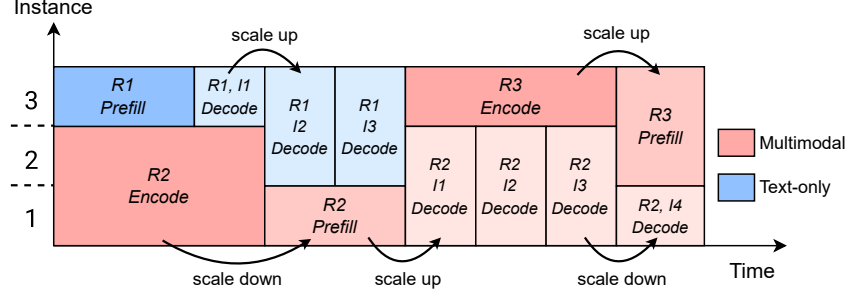 Instance
scale up
scale up
3
R1
Prefill
R1, I1
Decode
R1
I2
Decode
R1
I3
Decode
R3
Encode
R3
Prefill
2
R2
Encode
R2
I1
Decode
R2
I2
Decode
R2
I3
Decode
Multimodal
Text-only
1
R2
Prefill
R2, I4
Decode
scale down
scale up
scale down
Time